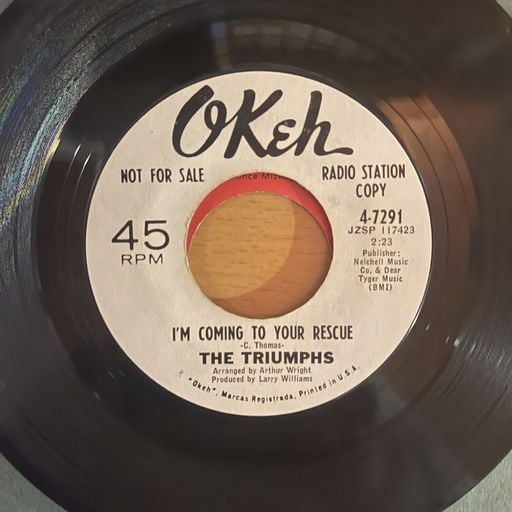 OKeh
NOT FOR SALE
RADIO STATION
COPY
45
RPM
4-7291
JZSP 117423
2:23
Publisher:
Nelchell Music
Co. & Dear
Tyger Music
(BMI)
I'M COMING TO YOUR RESCUE
-C. Thomas-
THE TRIUMPHS
Arranged by Arthur Wright
Produced by Larry Williams
"Okeh", Marcas Registrada, Printed in U.S.A.